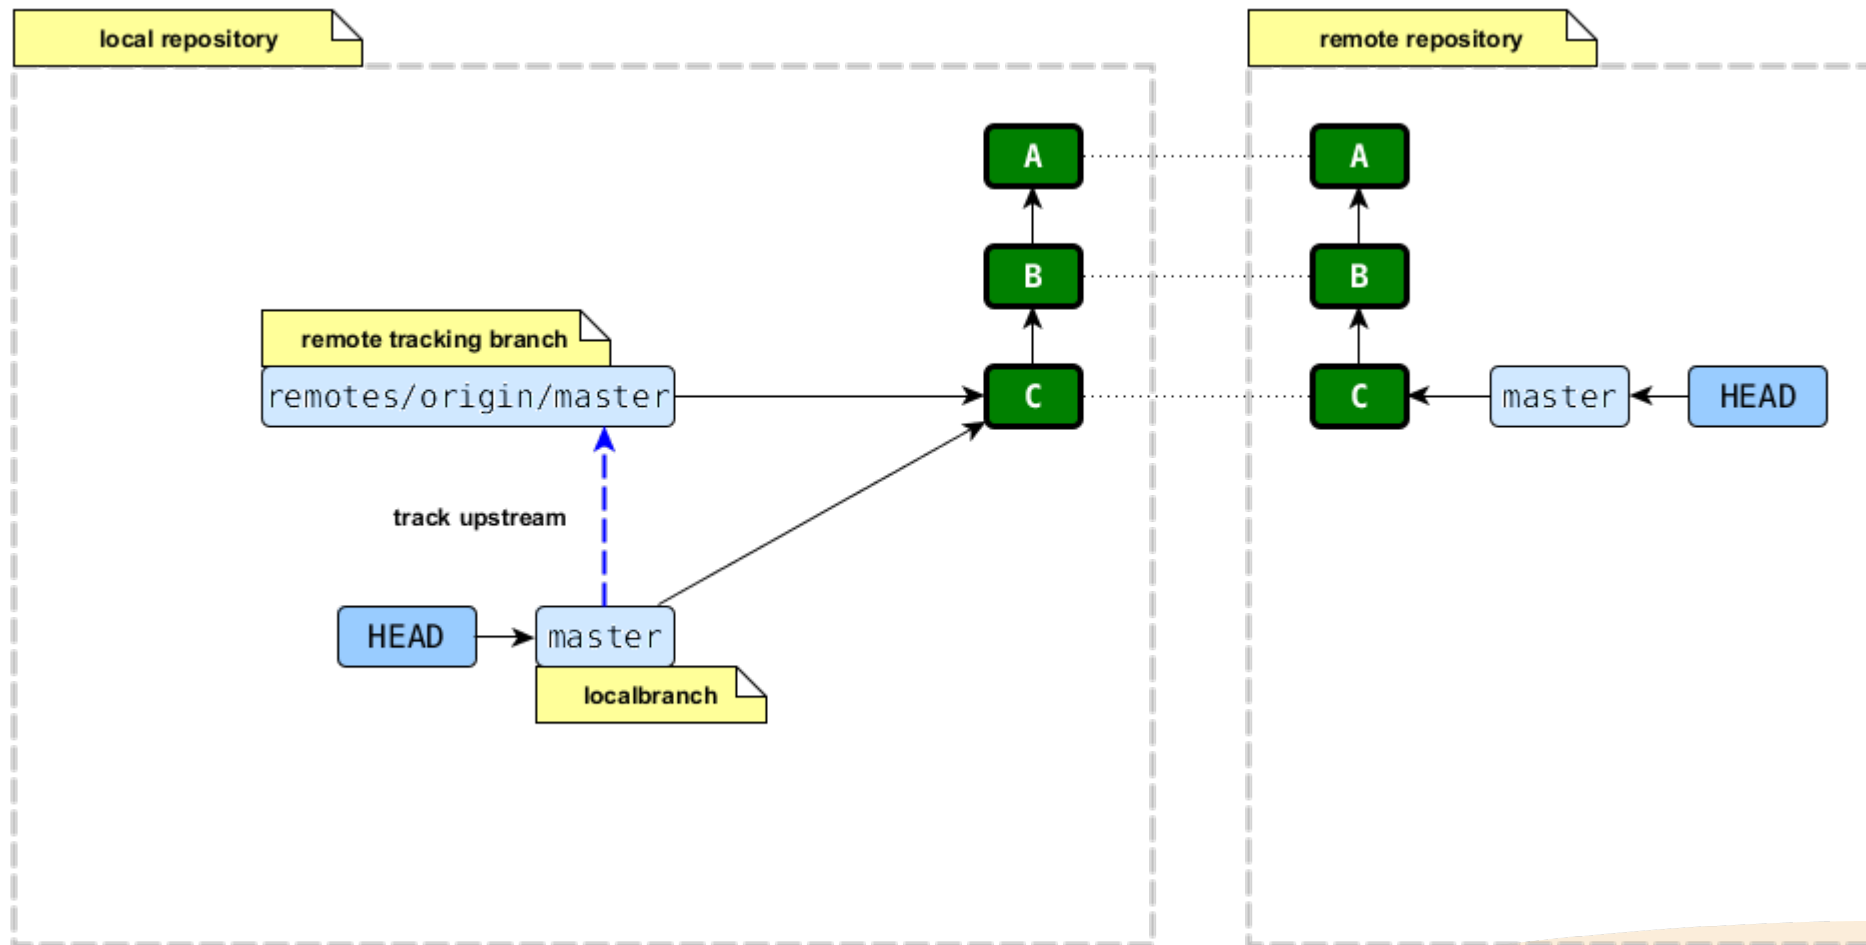 local repository
remote repository
A
A
B
B
remote tracking branch
remotes/origin/master
C
C
master
HEAD
track upstream
HEAD
master
localbranch